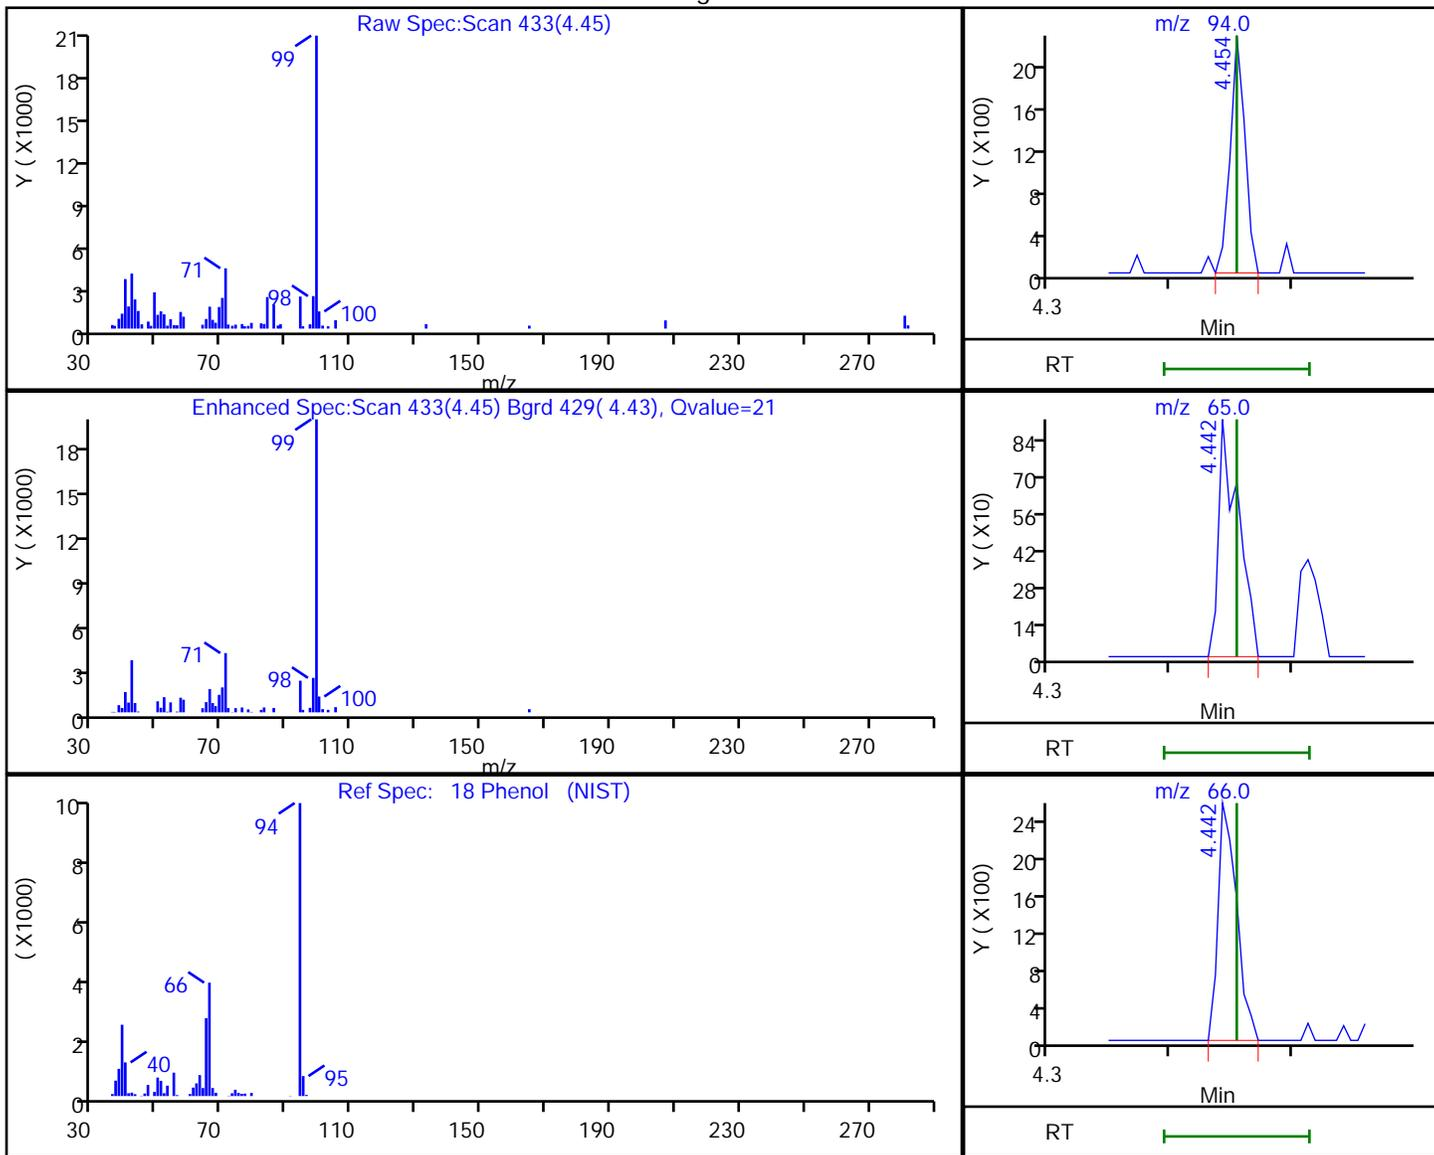 Raw Spec:Scan 433(4.45)
Y ( X1000)
21
18
15
12
9
6
3
0
99
71
98
100
30 70 110 150 190 230 270
m/z
m/z 94.0
Y ( X100)
20
16
12
8
4
0
4.454
4.3
Min
RT
Enhanced Spec:Scan 433(4.45) Bgrd 429( 4.43), Qvalue=21
Y ( X1000)
18
15
12
9
6
3
0
99
71
98
100
30 70 110 150 190 230 270
m/z
m/z 65.0
Y ( X10)
84
70
56
42
28
14
0
4.442
4.3
Min
RT
Ref Spec: 18 Phenol (NIST)
( X1000)
10
8
6
4
2
0
94
66
40
95
30 70 110 150 190 230 270
m/z 66.0
Y ( X100)
24
20
16
12
8
4
0
4.442
4.3
Min
RT